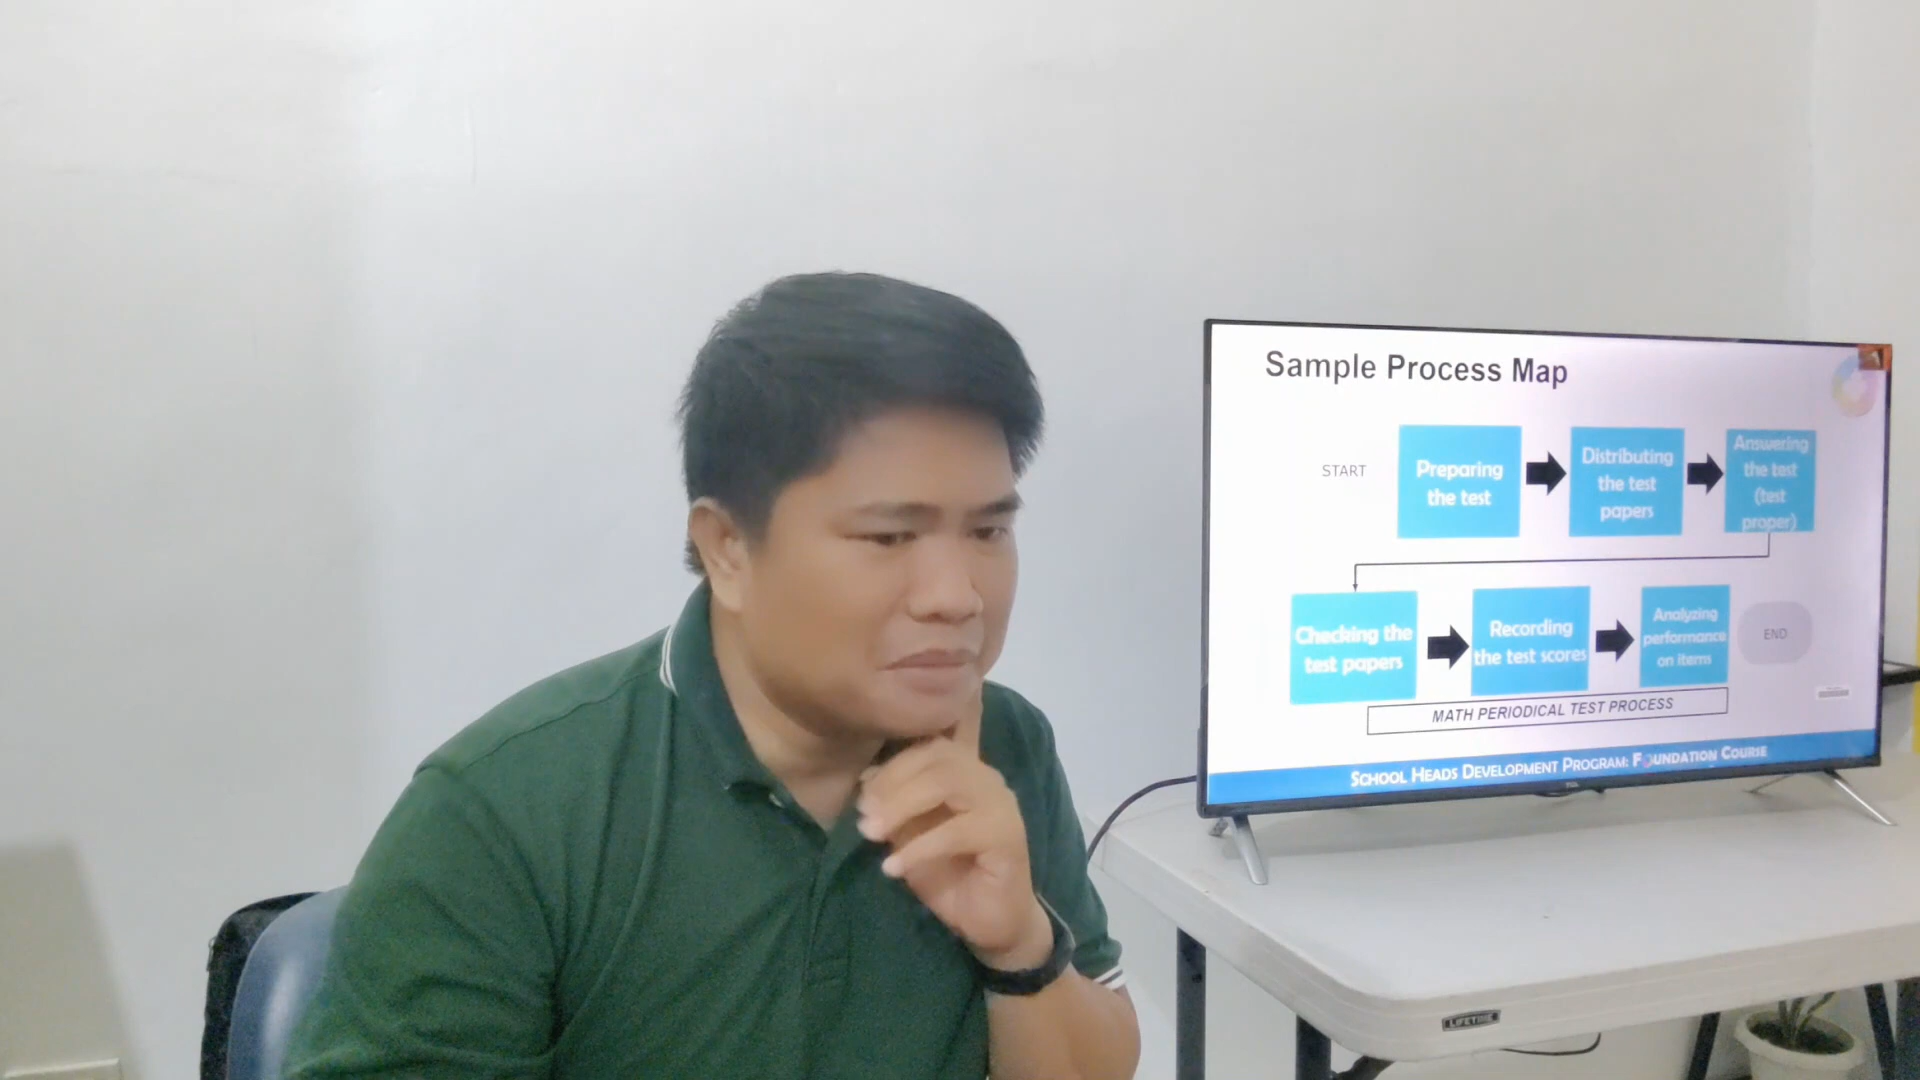 Sample Process Map
START
Preparing
the test
Distributing
the test
papers
Answering
the test
(test
proper)
Checking the
test papers
Recording
the test scores
Analyzing
performance
on items
END
MATH PERIODICAL TEST PROCESS
SCHOOL HEADS DEVELOPMENT PROGRAM: FOUNDATION COURSE
TCL
LIFETIME